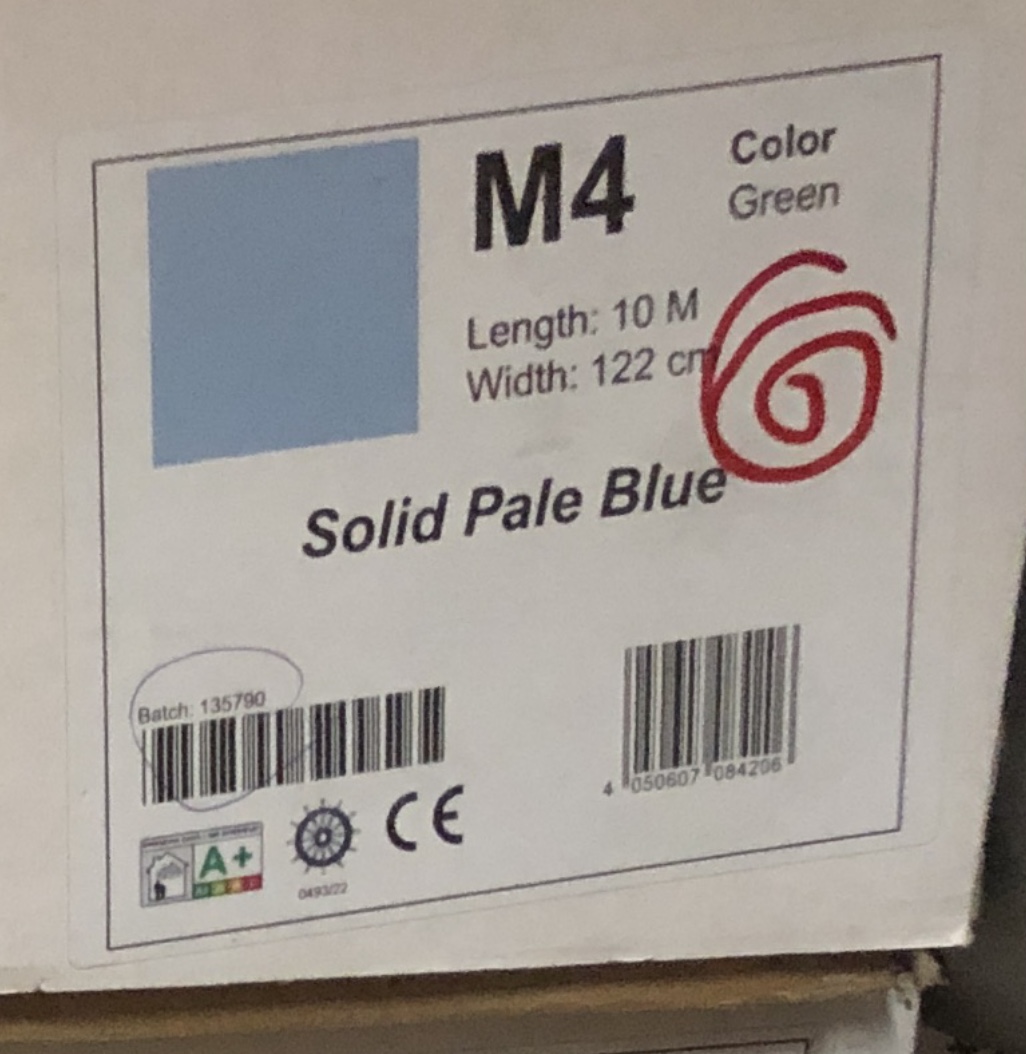 M4
Color
Green
Length: 10 M
Width: 122 cm
6
Solid Pale Blue
Batch: 135790
4 050607 084206
A+
CE
0493/22